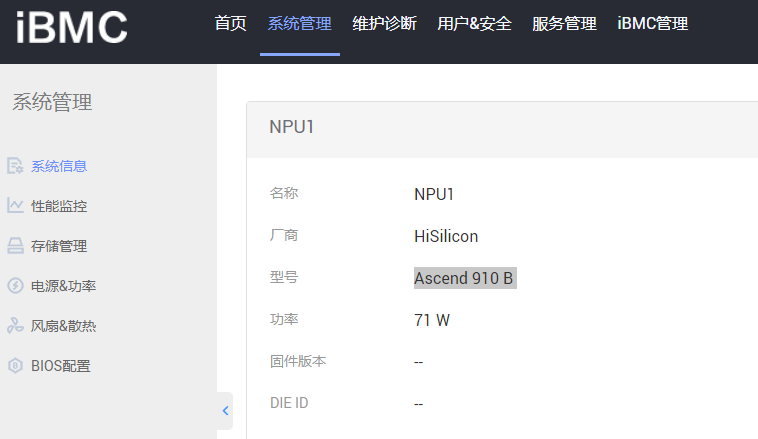 iBMC 首页 系统管理 维护诊断 用户&安全 服务管理 iBMC管理
系统管理
系统信息
性能监控
存储管理
电源&功率
风扇&散热
BIOS配置
NPU1
名称 NPU1
厂商 HiSilicon
型号 Ascend 910 B
功率 71 W
固件版本 --
DIE ID --